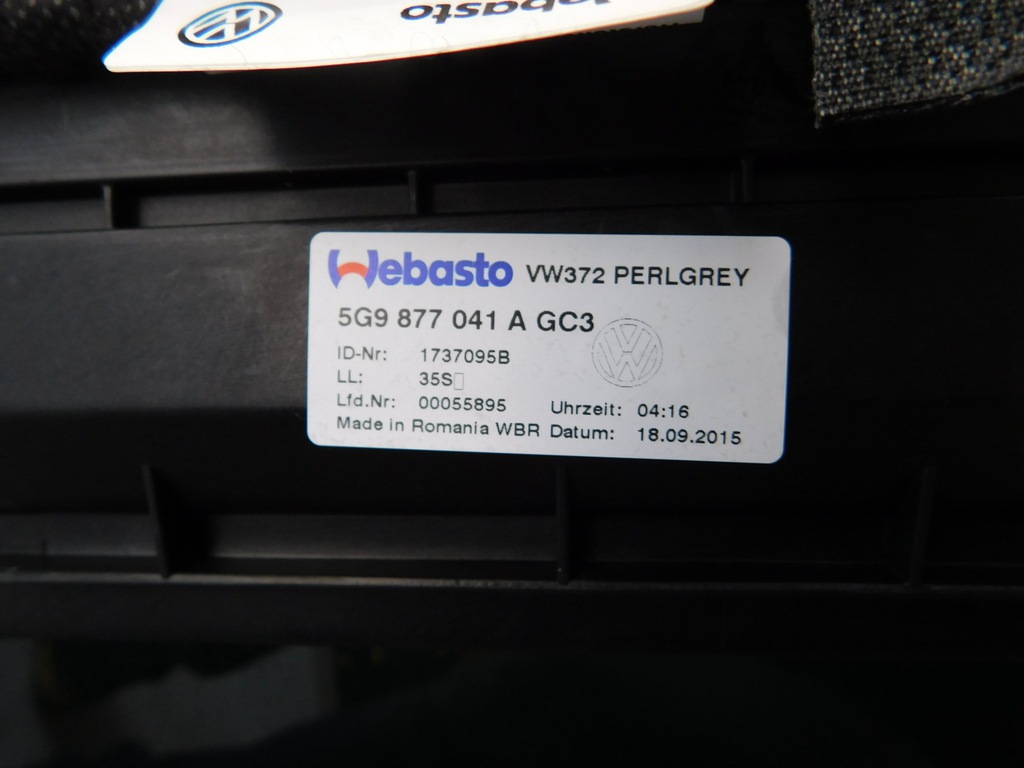 Webasto
Webasto VW372 PERLGREY
5G9 877 041 A GC3
ID-Nr: 1737095B
LL: 35S▯
Lfd.Nr: 00055895 Uhrzeit: 04:16
Made in Romania WBR Datum: 18.09.2015